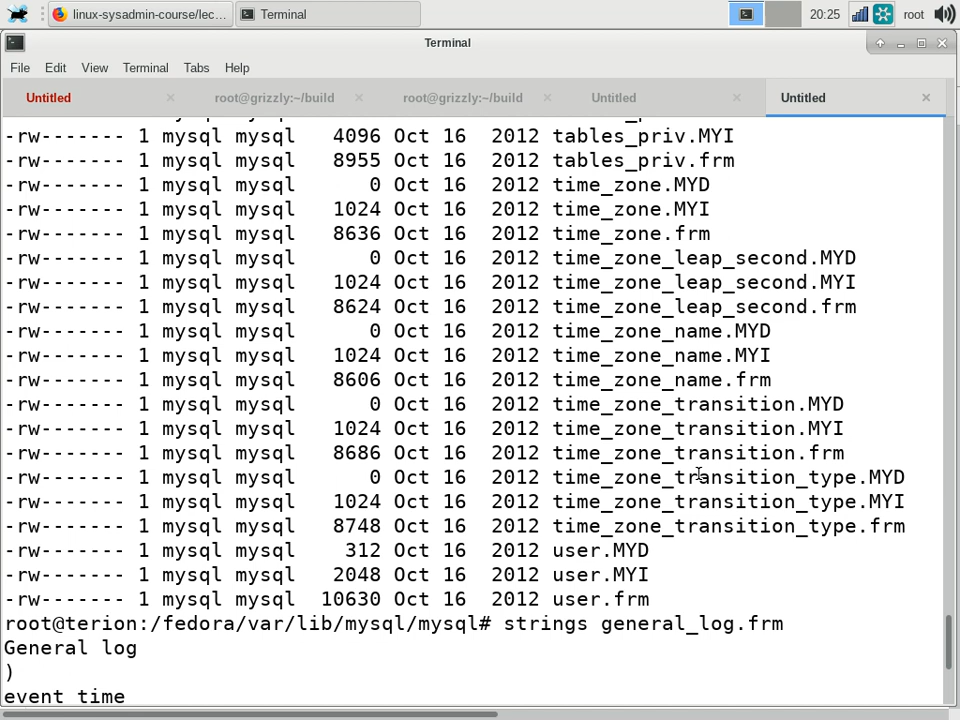 linux-sysadmin-course/lec...
Terminal
20:25
root
Terminal
File Edit View Terminal Tabs Help
Untitled
root@grizzly:~/build
root@grizzly:~/build
Untitled
Untitled
-rw------- 1 mysql mysql 4096 Oct 16 2012 tables_priv.MYI
-rw------- 1 mysql mysql 8955 Oct 16 2012 tables_priv.frm
-rw------- 1 mysql mysql 0 Oct 16 2012 time_zone.MYD
-rw------- 1 mysql mysql 1024 Oct 16 2012 time_zone.MYI
-rw------- 1 mysql mysql 8636 Oct 16 2012 time_zone.frm
-rw------- 1 mysql mysql 0 Oct 16 2012 time_zone_leap_second.MYD
-rw------- 1 mysql mysql 1024 Oct 16 2012 time_zone_leap_second.MYI
-rw------- 1 mysql mysql 8624 Oct 16 2012 time_zone_leap_second.frm
-rw------- 1 mysql mysql 0 Oct 16 2012 time_zone_name.MYD
-rw------- 1 mysql mysql 1024 Oct 16 2012 time_zone_name.MYI
-rw------- 1 mysql mysql 8606 Oct 16 2012 time_zone_name.frm
-rw------- 1 mysql mysql 0 Oct 16 2012 time_zone_transition.MYD
-rw------- 1 mysql mysql 1024 Oct 16 2012 time_zone_transition.MYI
-rw------- 1 mysql mysql 8686 Oct 16 2012 time_zone_transition.frm
-rw------- 1 mysql mysql 0 Oct 16 2012 time_zone_transition_type.MYD
-rw------- 1 mysql mysql 1024 Oct 16 2012 time_zone_transition_type.MYI
-rw------- 1 mysql mysql 8748 Oct 16 2012 time_zone_transition_type.frm
-rw------- 1 mysql mysql 312 Oct 16 2012 user.MYD
-rw------- 1 mysql mysql 2048 Oct 16 2012 user.MYI
-rw------- 1 mysql mysql 10630 Oct 16 2012 user.frm
root@terion:/fedora/var/lib/mysql/mysql# strings general_log.frm
General log
)
event time